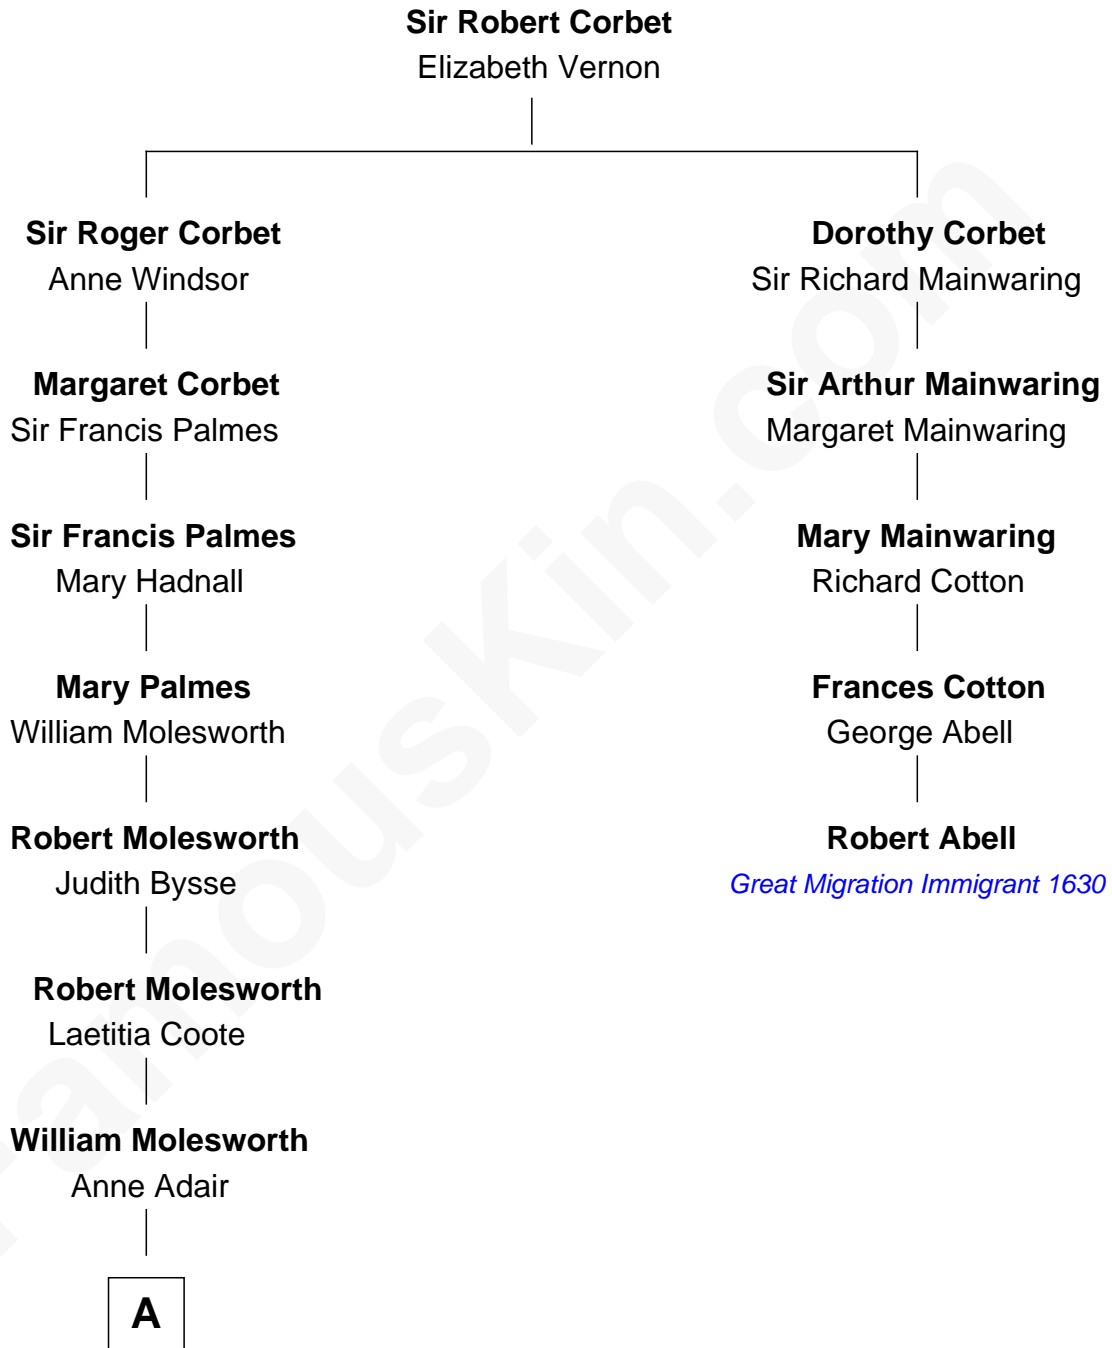 Sir Robert Corbet
Elizabeth Vernon
Sir Roger Corbet
Anne Windsor
Dorothy Corbet
Sir Richard Mainwaring
Margaret Corbet
Sir Francis Palmes
Sir Arthur Mainwaring
Margaret Mainwaring
Sir Francis Palmes
Mary Hadnall
Mary Mainwaring
Richard Cotton
Mary Palmes
William Molesworth
Frances Cotton
George Abell
Robert Molesworth
Judith Bysse
Robert Abell
Great Migration Immigrant 1630
Robert Molesworth
Laetitia Coote
William Molesworth
Anne Adair
A
FamousKin.com